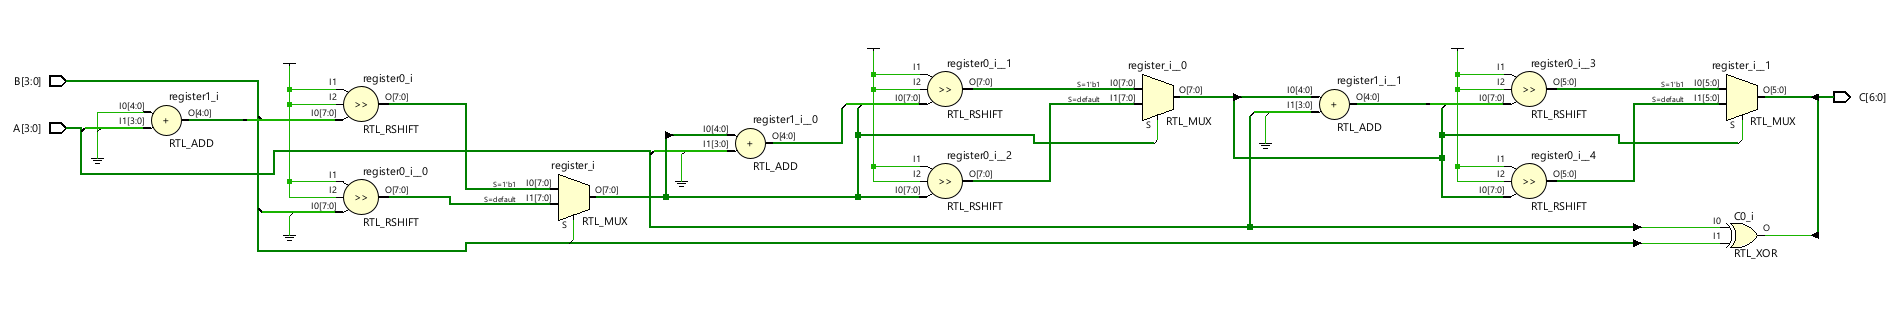 B[3:0]
A[3:0]
register1_i
I0[4:0]
I1[3:0]
+
O[4:0]
RTL_ADD
register0_i
I1
I2
I0[7:0]
>>
O[7:0]
RTL_RSHIFT
register0_i__0
I1
I2
I0[7:0]
>>
O[7:0]
RTL_RSHIFT
register_i
S=1'b1 I0[7:0]
S=default I1[7:0]
S
O[7:0]
RTL_MUX
register1_i__0
I0[4:0]
I1[3:0]
+
O[4:0]
RTL_ADD
register0_i__1
I1
I2
I0[7:0]
>>
O[7:0]
RTL_RSHIFT
register0_i__2
I1
I2
I0[7:0]
>>
O[7:0]
RTL_RSHIFT
register_i__0
S=1'b1 I0[7:0]
S=default I1[7:0]
S
O[7:0]
RTL_MUX
register1_i__1
I0[4:0]
I1[3:0]
+
O[4:0]
RTL_ADD
register0_i__3
I1
I2
I0[7:0]
>>
O[5:0]
RTL_RSHIFT
register0_i__4
I1
I2
I0[7:0]
>>
O[5:0]
RTL_RSHIFT
register_i__1
S=1'b1 I0[5:0]
S=default I1[5:0]
S
O[5:0]
RTL_MUX
C0_i
I0
I1
O
RTL_XOR
C[6:0]